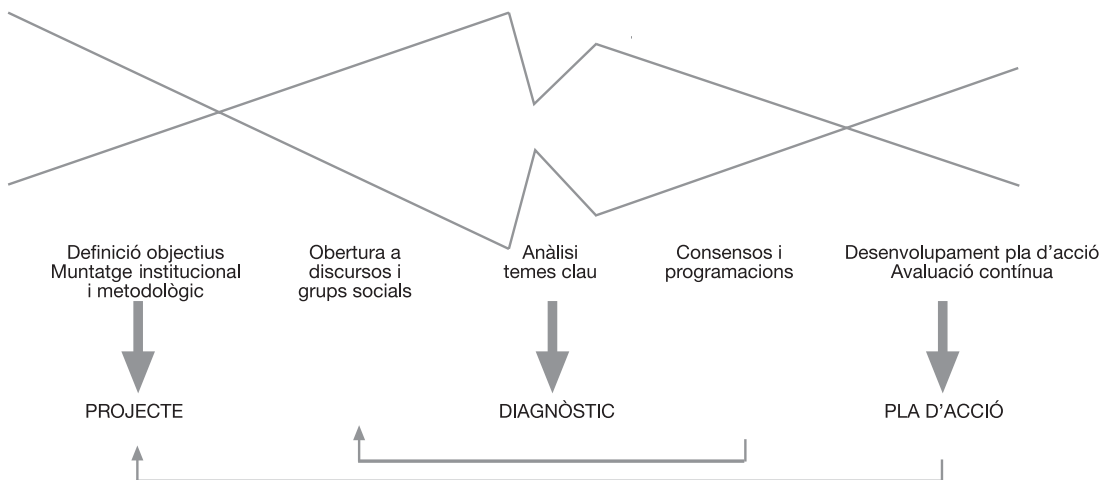 Definició objectius
Muntatge institucional
i metodològic
Obertura a
discursos i
grups socials
Anàlisi
temes clau
Consensos i
programacions
Desenvolupament pla d’acció
Avaluació contínua
PROJECTE
DIAGNÒSTIC
PLA D’ACCIÓ